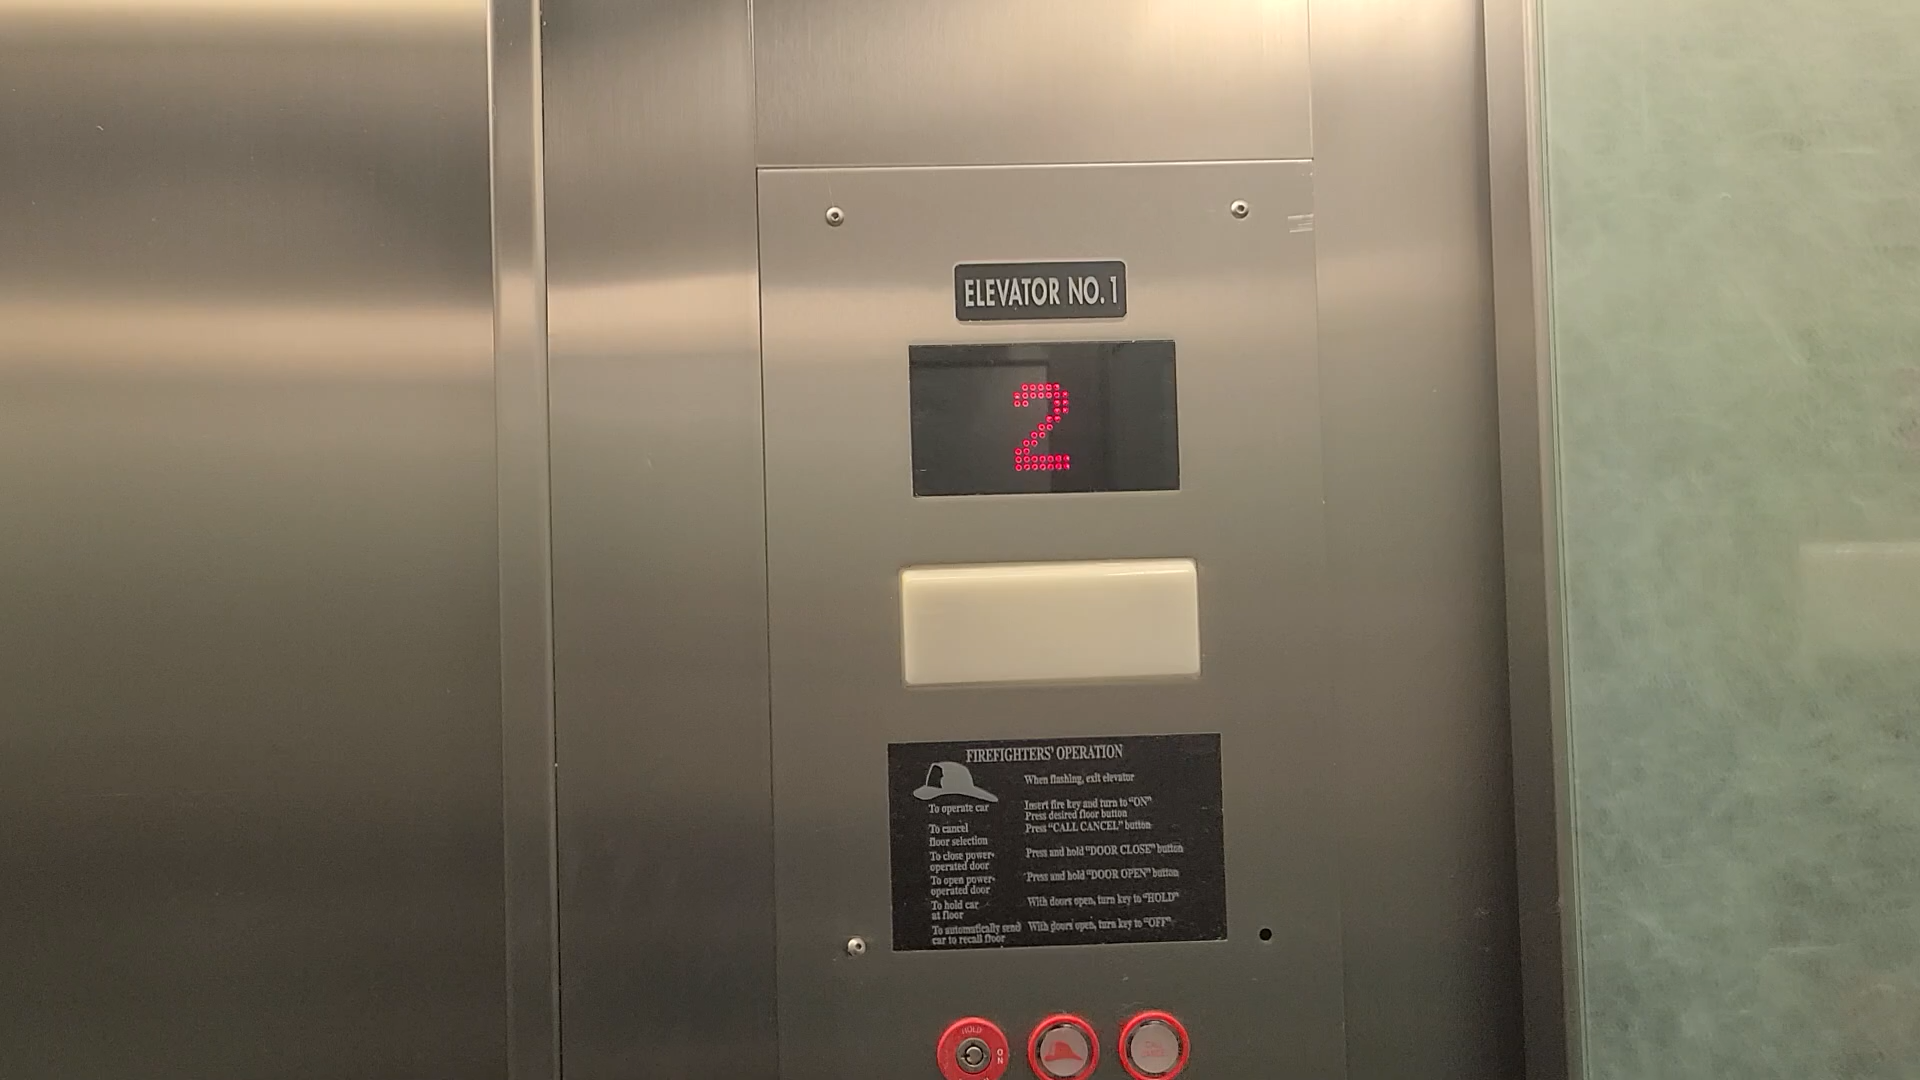 ELEVATOR NO. 1
2
FIREFIGHTERS' OPERATION
When flashing, exit elevator
To operate car
Insert fire key and turn to "ON"
Press desired floor button
To cancel
floor selection
Press "CALL CANCEL" button
To close power-
operated door
Press and hold "DOOR CLOSE" button
To open power-
operated door
Press and hold "DOOR OPEN" button
To hold car
at floor
With doors open, turn key to "HOLD"
To automatically send
car to recall floor
With doors open, turn key to "OFF"
HOLD
ON